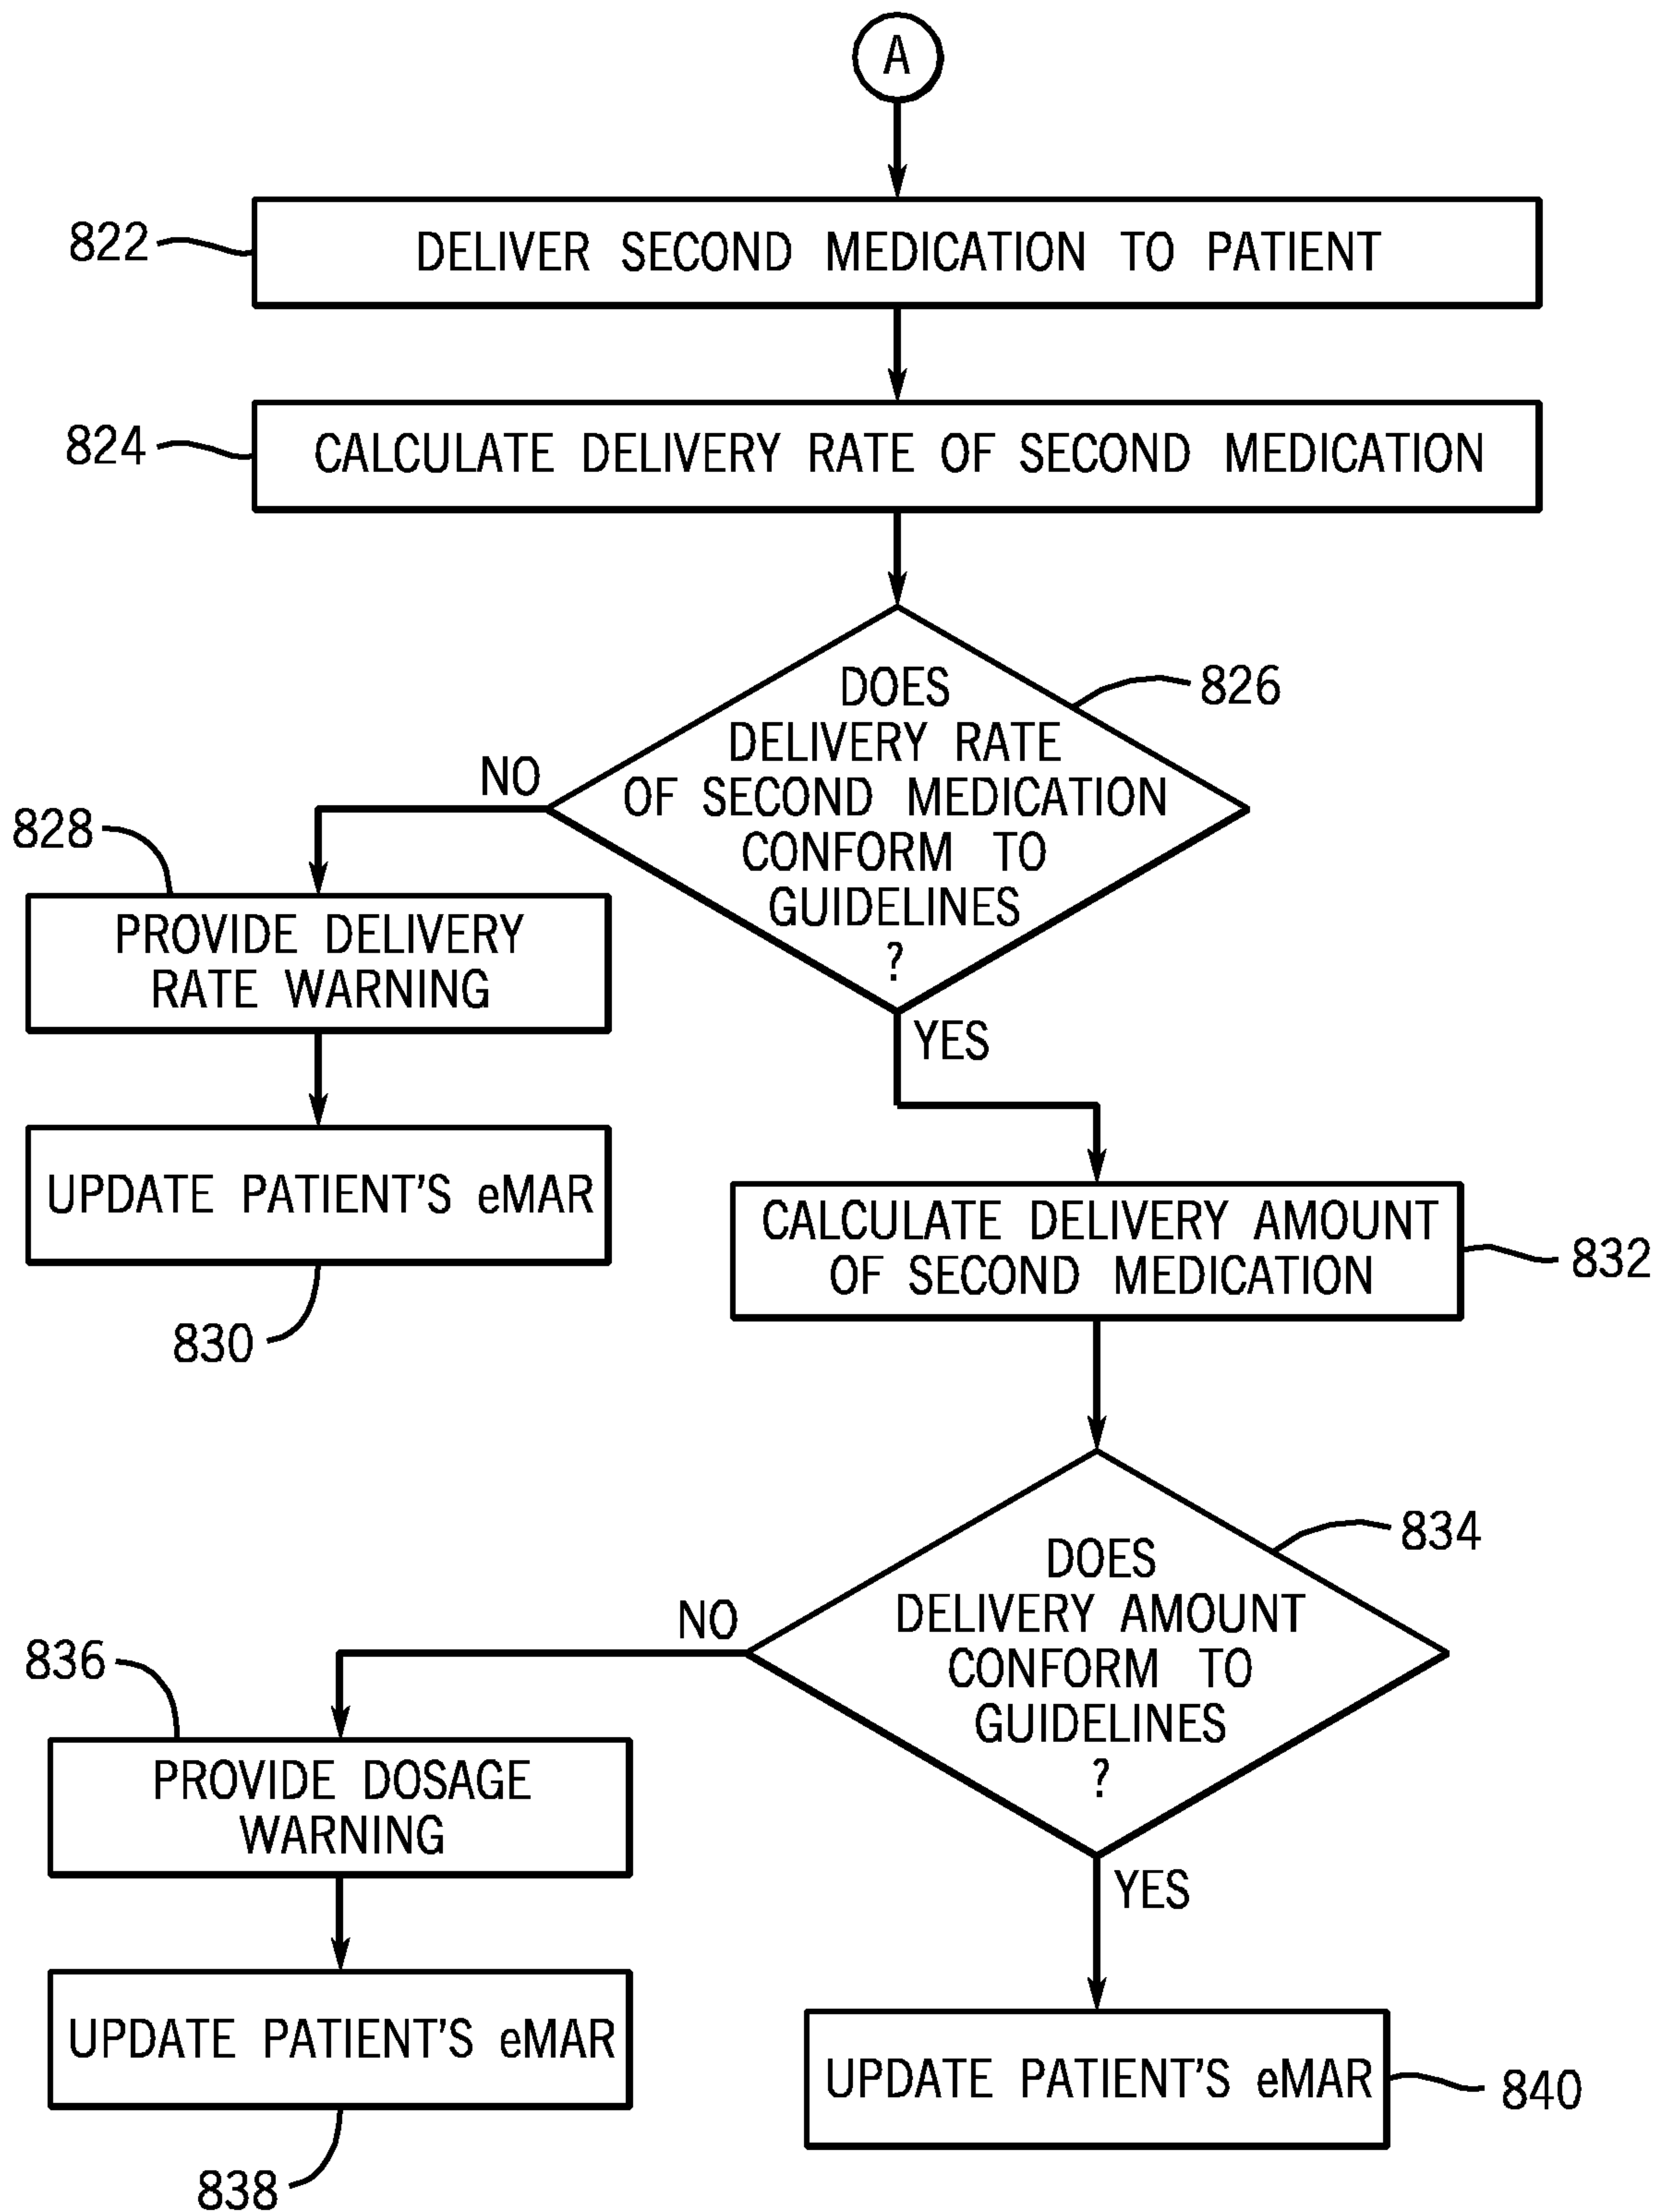 A
822
DELIVER SECOND MEDICATION TO PATIENT
824
CALCULATE DELIVERY RATE OF SECOND MEDICATION
826
DOES
DELIVERY RATE
OF SECOND MEDICATION
CONFORM TO
GUIDELINES
?
NO
828
PROVIDE DELIVERY
RATE WARNING
YES
UPDATE PATIENT'S eMAR
830
CALCULATE DELIVERY AMOUNT
OF SECOND MEDICATION
832
834
DOES
DELIVERY AMOUNT
CONFORM TO
GUIDELINES
?
NO
836
PROVIDE DOSAGE
WARNING
YES
UPDATE PATIENT'S eMAR
838
UPDATE PATIENT'S eMAR
840